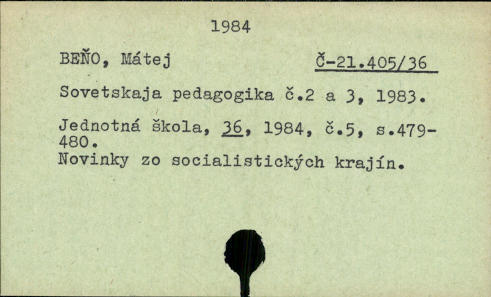 1984
BEŇO, Mátej Č-21.405/36
Sovetskaja pedagogika č.2 a 3, 1983.
Jednotná škola, 36, 1984, č.5, s.479-
480.
Novinky zo socialistických krajín.